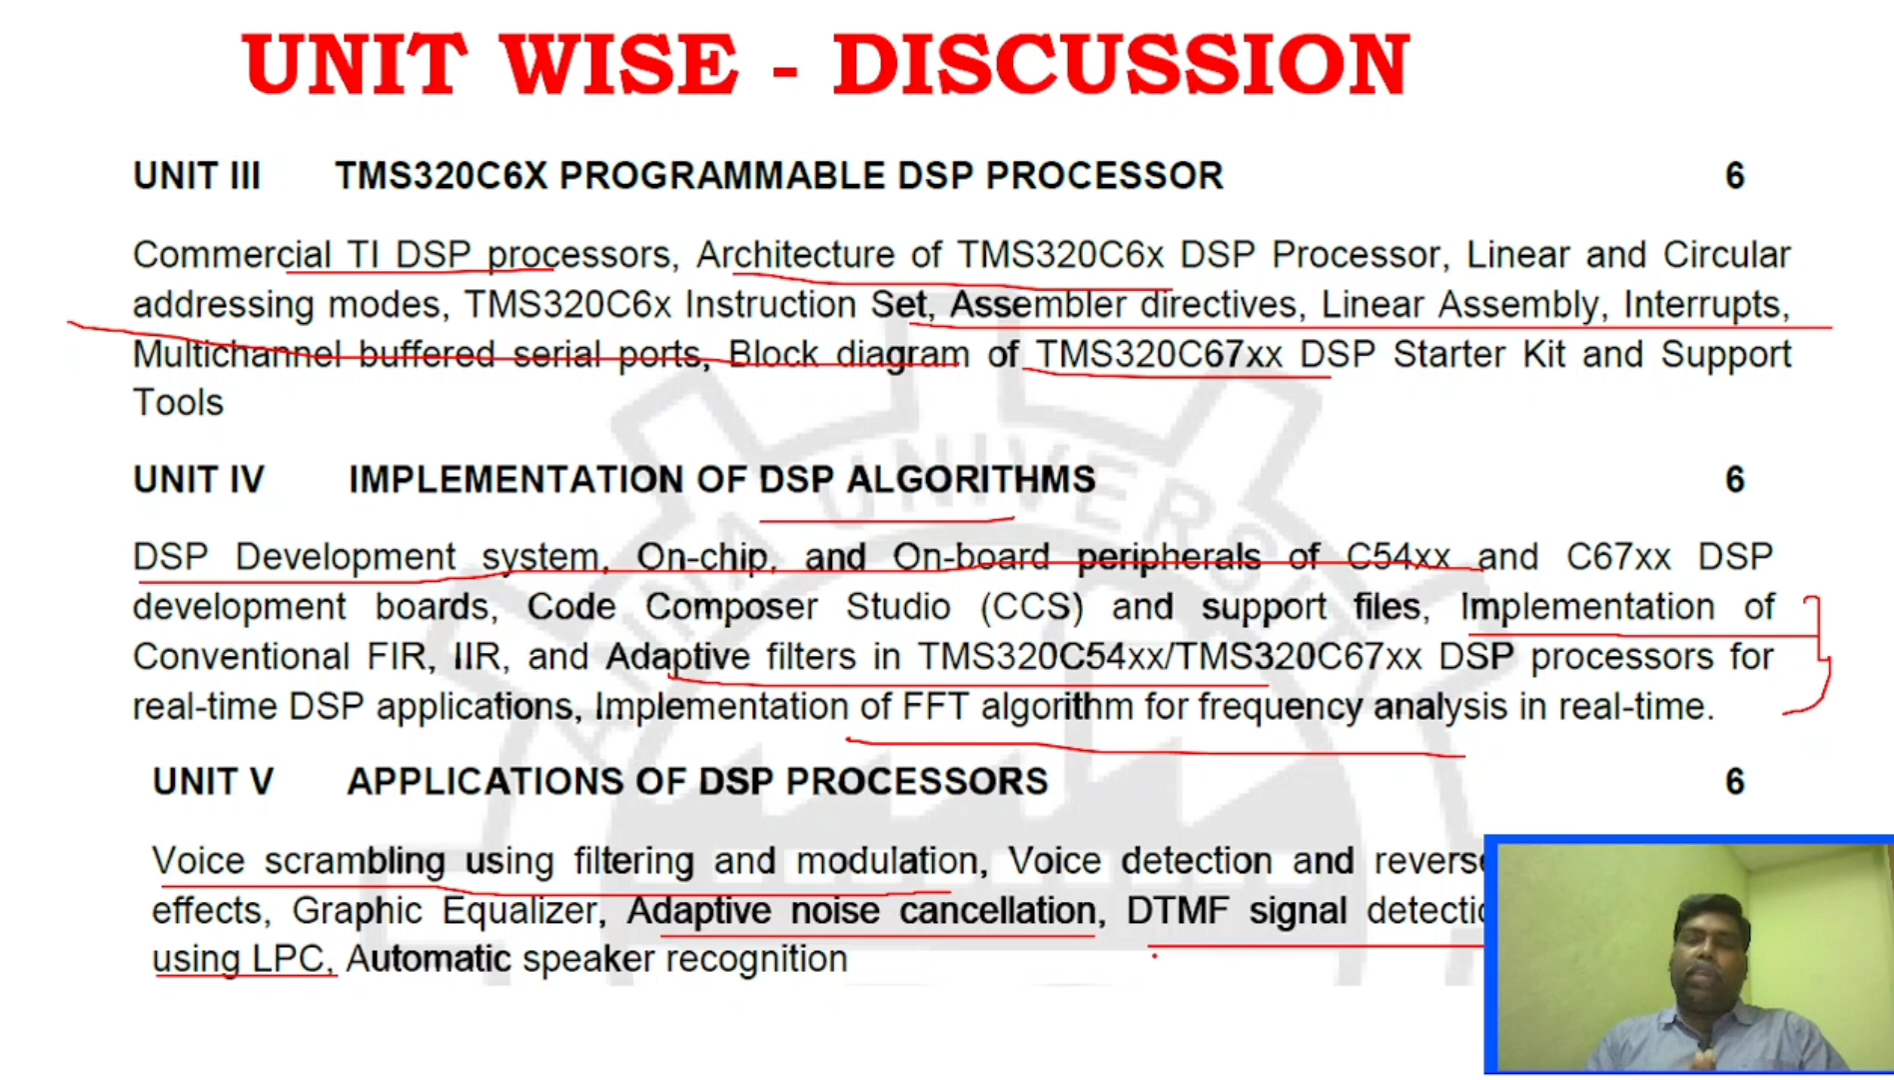 UNIT WISE - DISCUSSION
UNIT III TMS320C6X PROGRAMMABLE DSP PROCESSOR 6
Commercial TI DSP processors, Architecture of TMS320C6x DSP Processor, Linear and Circular
addressing modes, TMS320C6x Instruction Set, Assembler directives, Linear Assembly, Interrupts,
Multichannel buffered serial ports, Block diagram of TMS320C67xx DSP Starter Kit and Support
Tools
UNIT IV IMPLEMENTATION OF DSP ALGORITHMS 6
DSP Development system, On-chip, and On-board peripherals of C54xx and C67xx DSP
development boards, Code Composer Studio (CCS) and support files, Implementation of
Conventional FIR, IIR, and Adaptive filters in TMS320C54xx/TMS320C67xx DSP processors for
real-time DSP applications, Implementation of FFT algorithm for frequency analysis in real-time.
UNIT V APPLICATIONS OF DSP PROCESSORS 6
Voice scrambling using filtering and modulation, Voice detection and
effects, Graphic Equalizer, Adaptive noise cancellation, DTMF signal
using LPC, Automatic speaker recognition